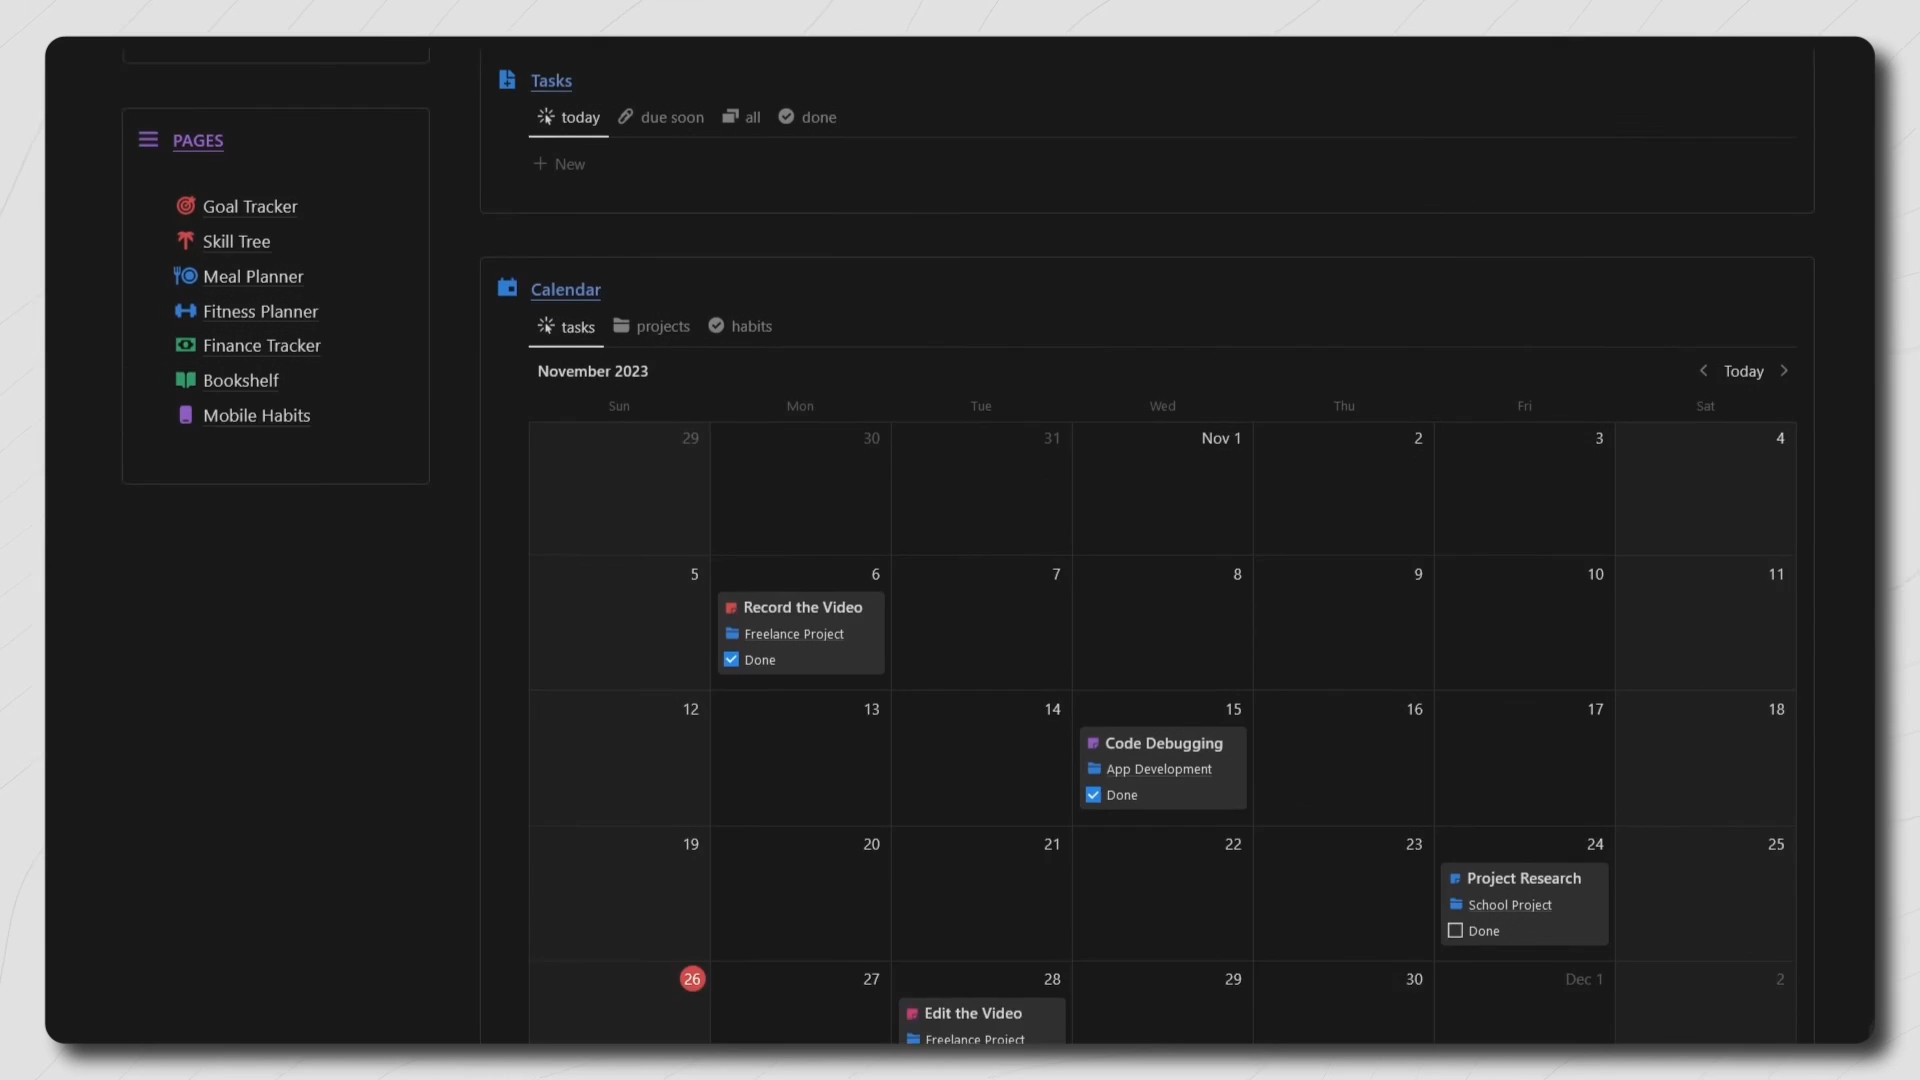 PAGES
Goal Tracker
Skill Tree
Meal Planner
Fitness Planner
Finance Tracker
Bookshelf
Mobile Habits
Tasks
today due soon all done
+ New
Calendar
tasks projects habits
November 2023
< Today >
Sun Mon Tue Wed Thu Fri Sat
29 30 31 Nov 1 2 3 4
5 6 7 8 9 10 11
Record the Video
Freelance Project
Done
12 13 14 15 16 17 18
Code Debugging
App Development
Done
19 20 21 22 23 24 25
Project Research
School Project
Done
26 27 28 29 30 Dec 1 2
Edit the Video
Freelance Project